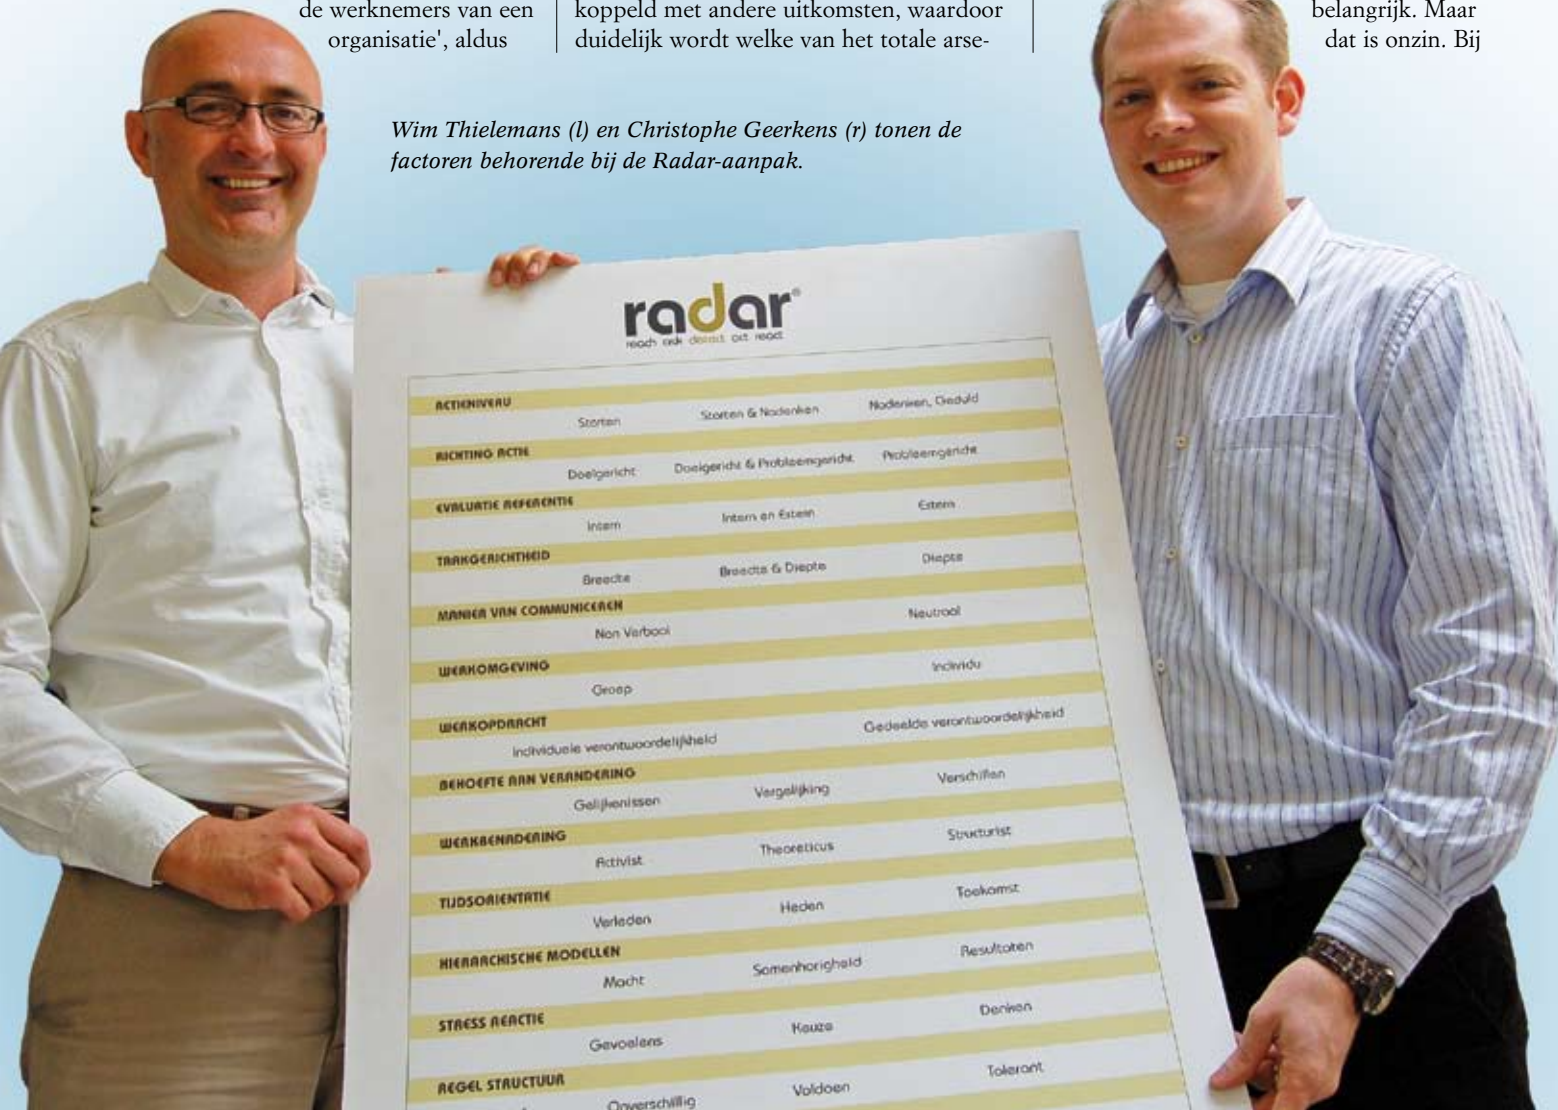 de werknemers van een
organisatie', aldus
koppeld met andere uitkomsten, waardoor
duidelijk wordt welke van het totale arse-
belangrijk. Maar
dat is onzin. Bij
Wim Thielemans (l) en Christophe Geerkens (r) tonen de
factoren behorende bij de Radar-aanpak.
radar®
reach ask detect act react
ACTIENIVEAU
Starten Starten & Nadenken Nadenken, Geduld
RICHTING ACTIE
Doelgericht Doelgericht & Probleemgericht Probleemgericht
EVALUATIE REFERENTIE
Intern Intern en Extern Extern
TAAKGERICHTHEID
Breedte Breedte & Diepte Diepte
MANIER VAN COMMUNICEREN
Non Verbaal Neutraal
WERKOMGEVING
Groep Individu
WERKOPDRACHT
Individuele verantwoordelijkheid Gedeelde verantwoordelijkheid
BEHOEFTE AAN VERANDERING
Gelijkenissen Vergelijking Verschillen
WERKBENADERING
Activist Theoreticus Structurist
TIJDSORIENTATIE
Verleden Heden Toekomst
HIERARCHISCHE MODELLEN
Macht Samenhorigheid Resultaten
STRESS REACTIE
Gevoelens Keuze Denken
REGEL STRUCTUUR
Onverschillig Voldoen Tolerant